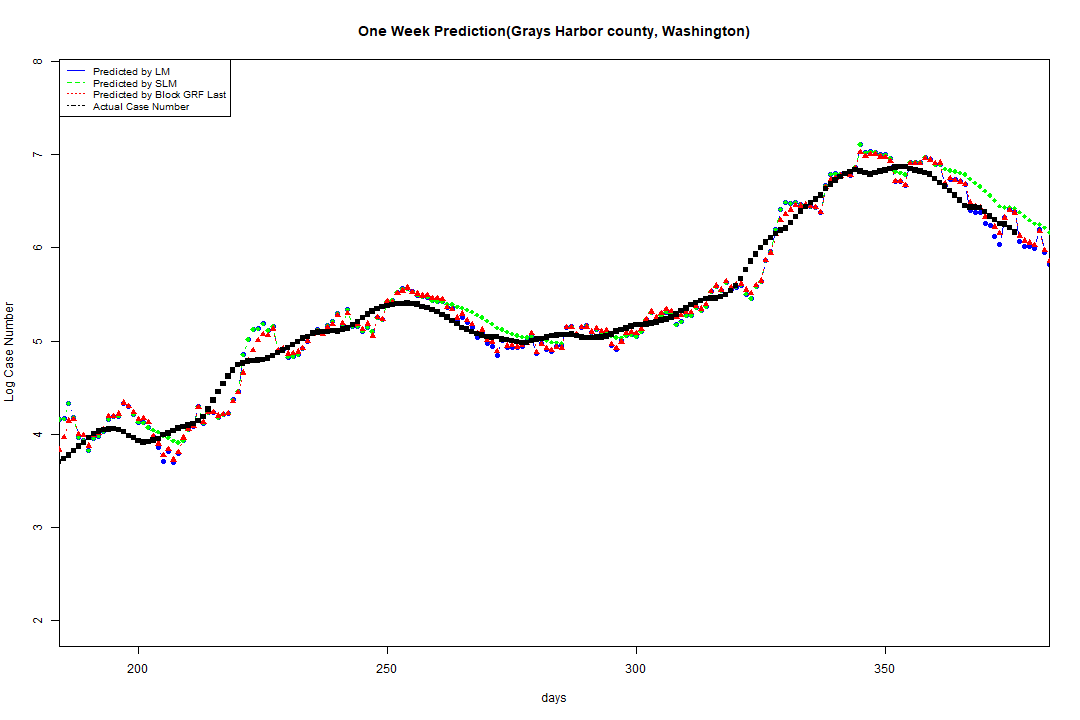 One Week Prediction(Grays Harbor county, Washington)
Predicted by LM
Predicted by SLM
Predicted by Block GRF Last
Actual Case Number
8
7
6
5
4
3
2
Log Case Number
200 250 300 350
days